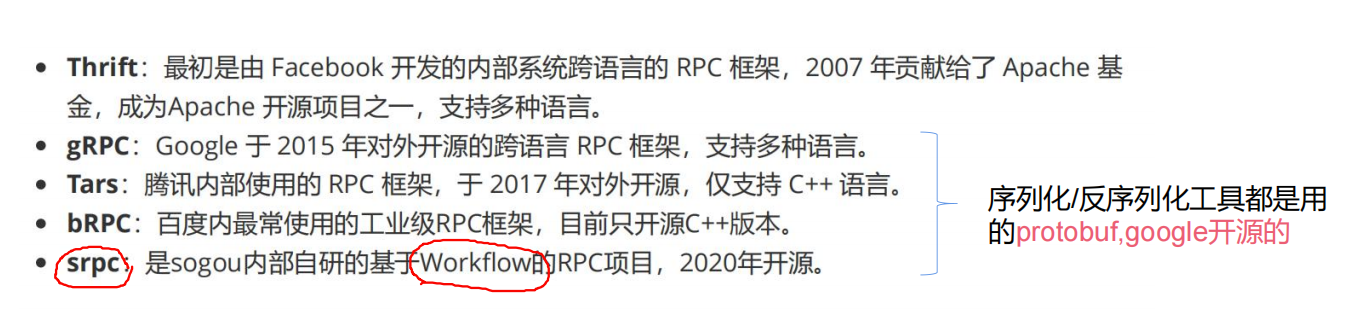 • Thrift：最初是由 Facebook 开发的内部系统跨语言的 RPC 框架，2007 年贡献给了 Apache 基
金，成为Apache 开源项目之一，支持多种语言。
• gRPC：Google 于 2015 年对外开源的跨语言 RPC 框架，支持多种语言。
• Tars：腾讯内部使用的 RPC 框架，于 2017 年对外开源，仅支持 C++ 语言。
• bRPC：百度内最常使用的工业级RPC框架，目前只开源C++版本。
• srpc：是sogou内部自研的基于Workflow的RPC项目，2020年开源。
序列化/反序列化工具都是用
的protobuf,google开源的